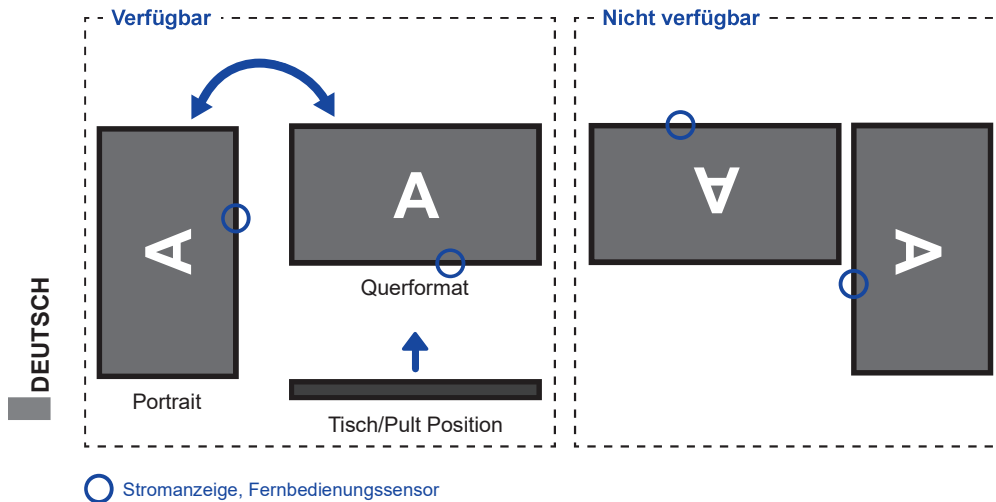 Verfügbar
Nicht verfügbar
A
A
A
A
Querformat
Portrait
Tisch/Pult Position
DEUTSCH
Stromanzeige, Fernbedienungssensor